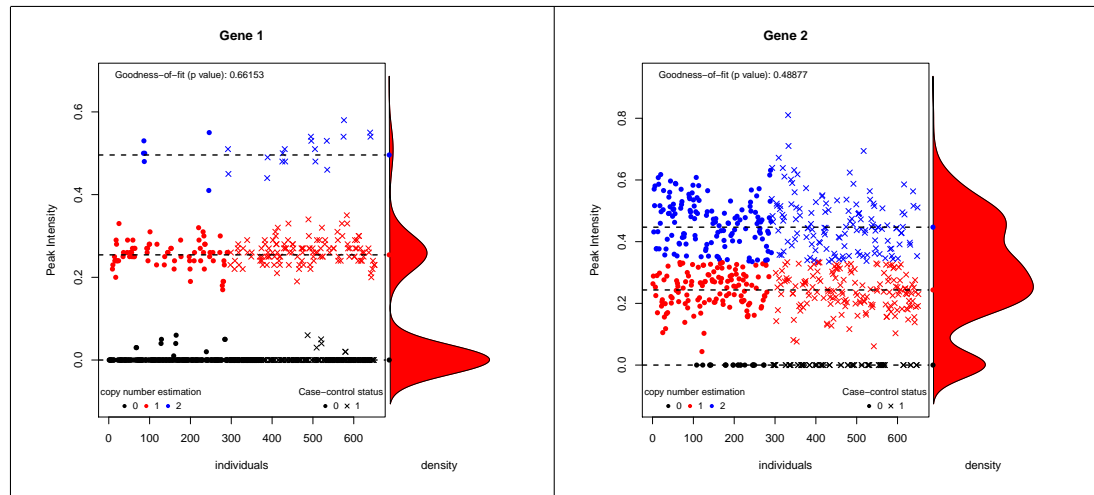 Gene 1
Goodness−of−fit (p value): 0.66153
Peak Intensity
0.6
0.4
0.2
0.0
copy number estimation
0 1 2
Case−control status
0 1
0 100 200 300 400 500 600
individuals
density
Gene 2
Goodness−of−fit (p value): 0.48877
Peak Intensity
0.8
0.6
0.4
0.2
0.0
copy number estimation
0 1 2
Case−control status
0 1
0 100 200 300 400 500 600
individuals
density